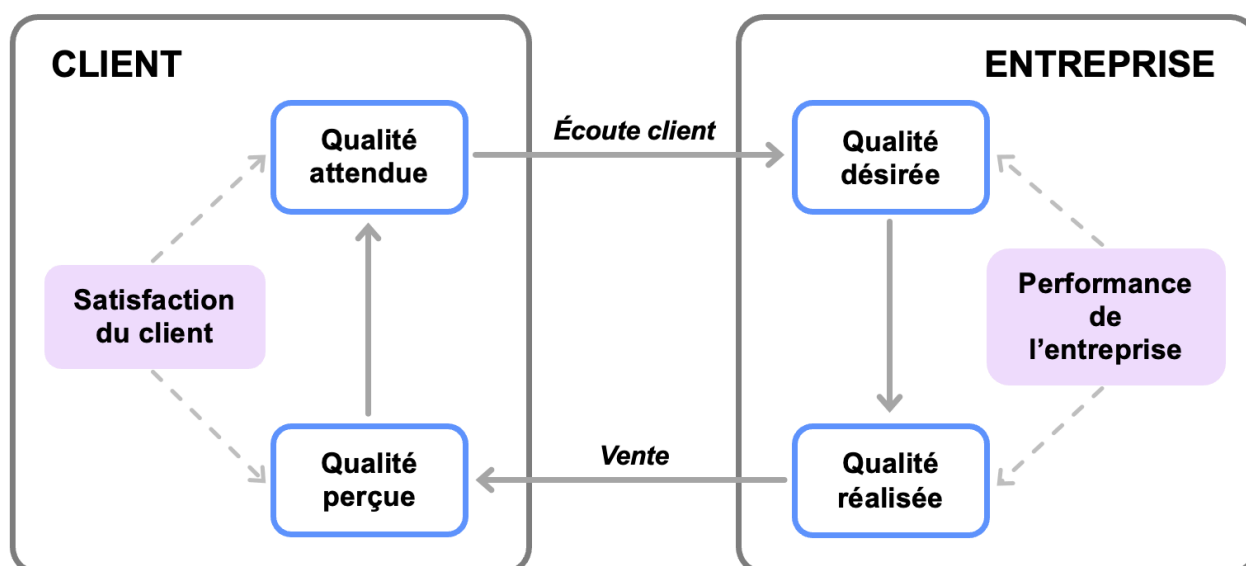 CLIENT
ENTREPRISE
Qualité
attendue
Écoute client
Qualité
désirée
Satisfaction
du client
Performance
de
l’entreprise
Qualité
perçue
Vente
Qualité
réalisée